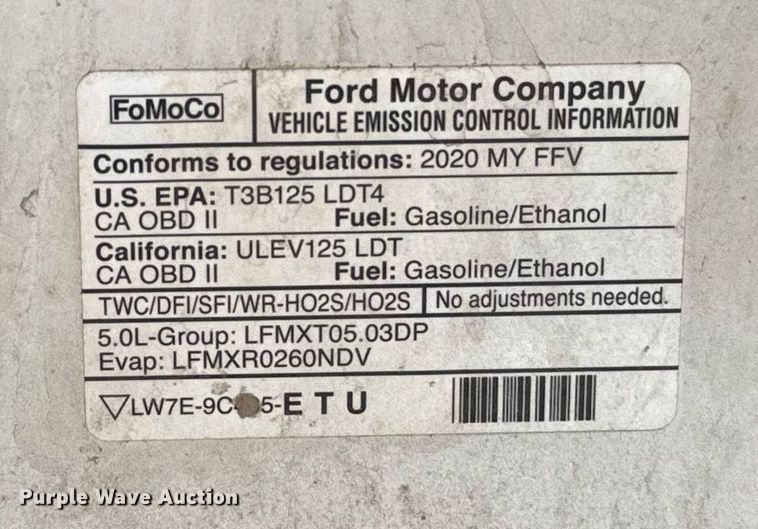 FoMoCo
Ford Motor Company
VEHICLE EMISSION CONTROL INFORMATION
Conforms to regulations: 2020 MY FFV
U.S. EPA: T3B125 LDT4
CA OBD II Fuel: Gasoline/Ethanol
California: ULEV125 LDT
CA OBD II Fuel: Gasoline/Ethanol
TWC/DFI/SFI/WR-HO2S/HO2S No adjustments needed.
5.0L-Group: LFMXT05.03DP
Evap: LFMXR0260NDV
E T U
Purple Wave Auction